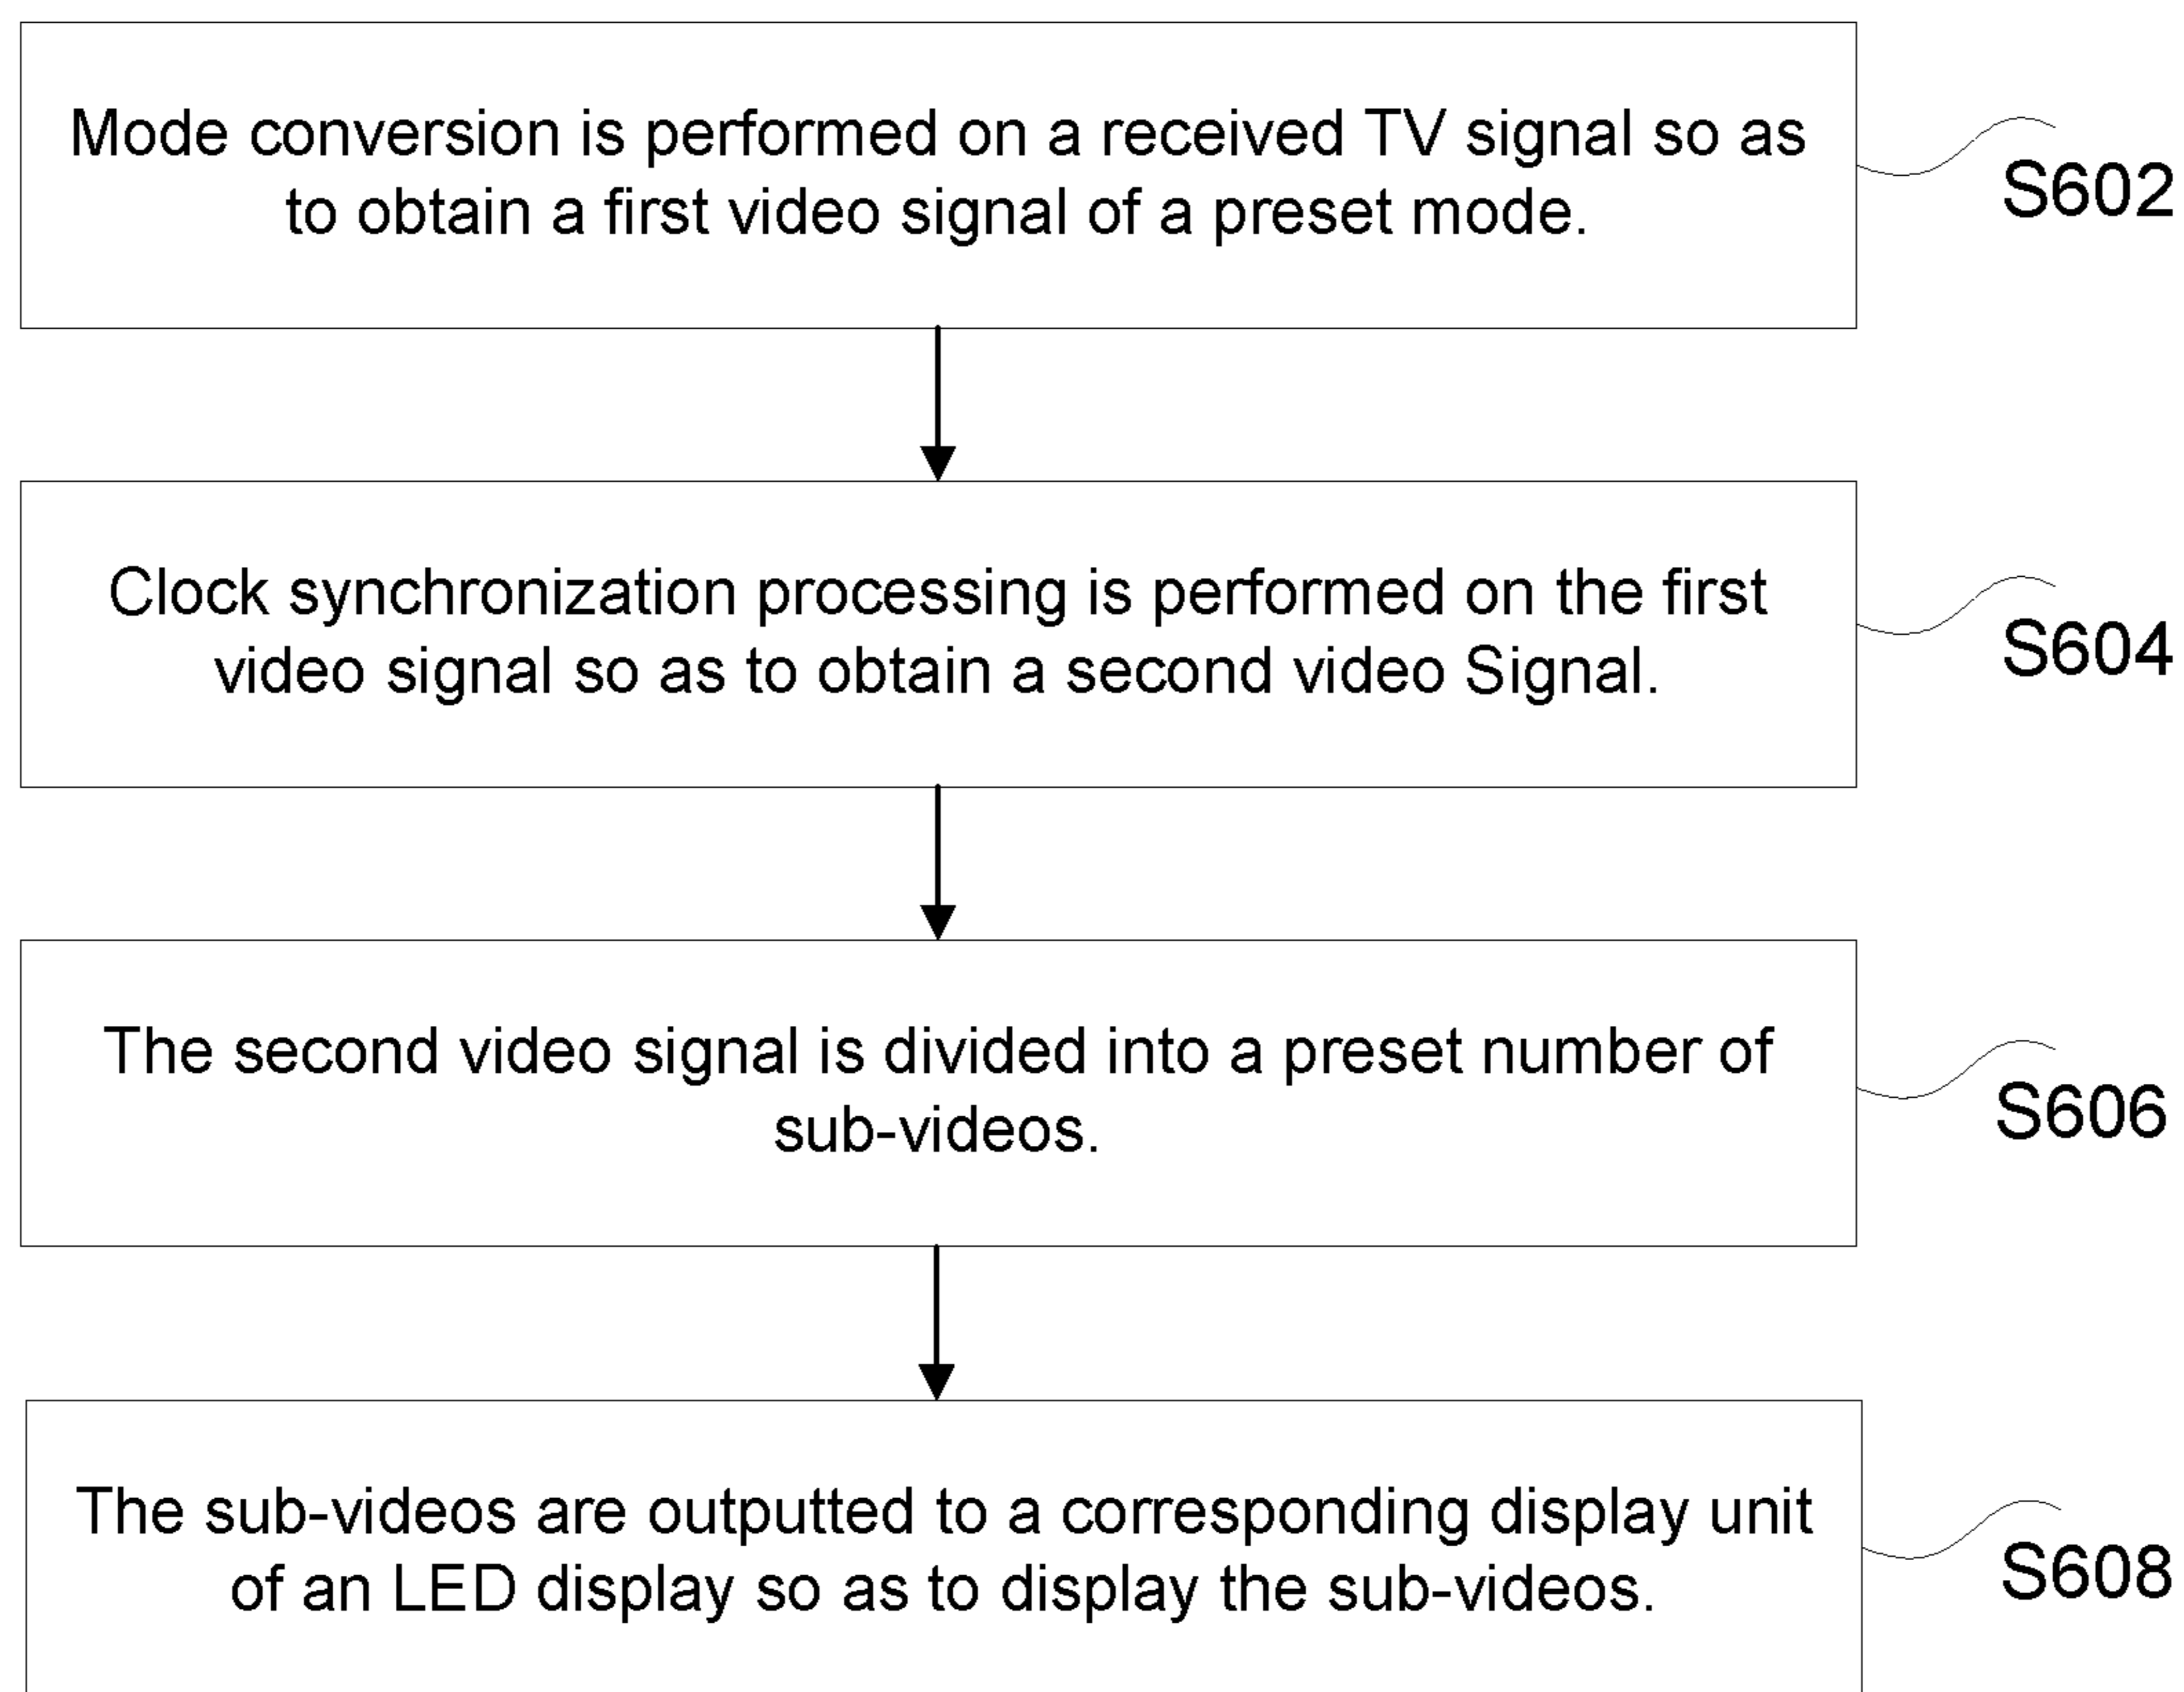 Mode conversion is performed on a received TV signal so as
to obtain a first video signal of a preset mode.
S602
Clock synchronization processing is performed on the first
video signal so as to obtain a second video Signal.
S604
The second video signal is divided into a preset number of
sub-videos.
S606
The sub-videos are outputted to a corresponding display unit
of an LED display so as to display the sub-videos.
S608